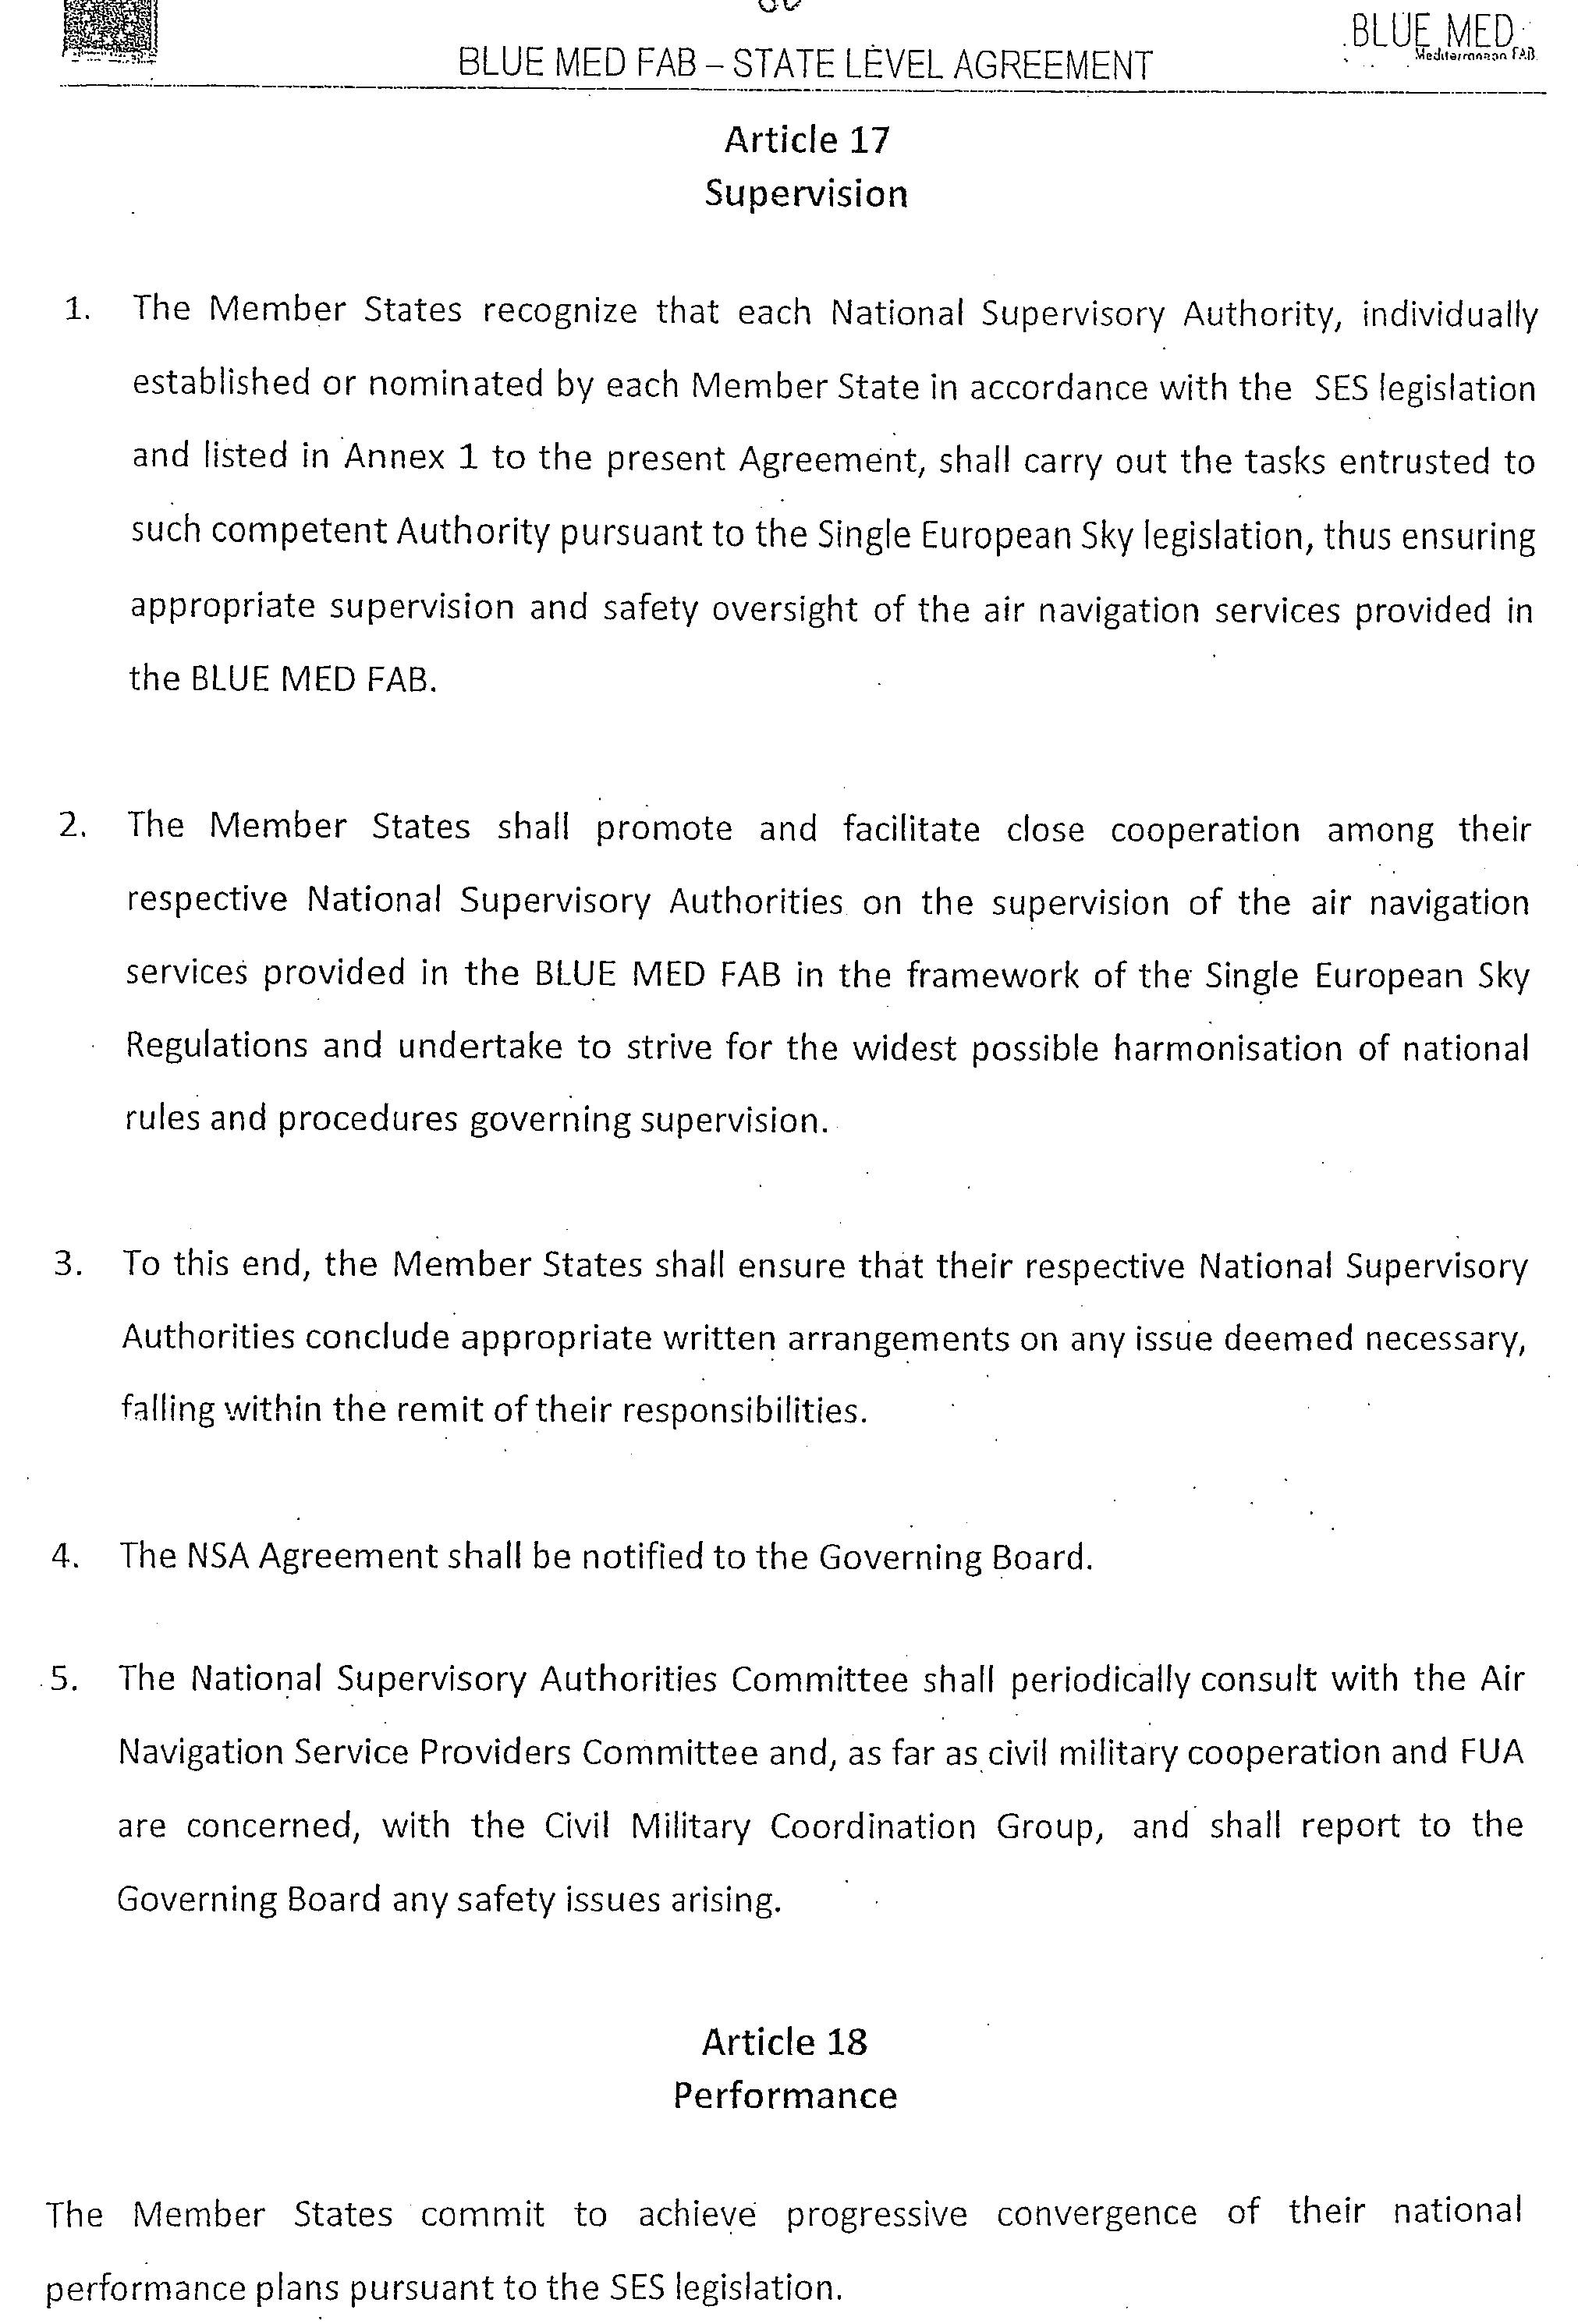 BLUE MED
Mediterranean FAB
BLUE MED FAB – STATE LEVEL AGREEMENT
Article 17
Supervision
1. The Member States recognize that each National Supervisory Authority, individually
established or nominated by each Member State in accordance with the SES legislation
and listed in Annex 1 to the present Agreement, shall carry out the tasks entrusted to
such competent Authority pursuant to the Single European Sky legislation, thus ensuring
appropriate supervision and safety oversight of the air navigation services provided in
the BLUE MED FAB.
2. The Member States shall promote and facilitate close cooperation among their
respective National Supervisory Authorities on the supervision of the air navigation
services provided in the BLUE MED FAB in the framework of the Single European Sky
Regulations and undertake to strive for the widest possible harmonisation of national
rules and procedures governing supervision.
3. To this end, the Member States shall ensure that their respective National Supervisory
Authorities conclude appropriate written arrangements on any issue deemed necessary,
falling within the remit of their responsibilities.
4. The NSA Agreement shall be notified to the Governing Board.
5. The National Supervisory Authorities Committee shall periodically consult with the Air
Navigation Service Providers Committee and, as far as civil military cooperation and FUA
are concerned, with the Civil Military Coordination Group, and shall report to the
Governing Board any safety issues arising.
Article 18
Performance
The Member States commit to achieve progressive convergence of their national
performance plans pursuant to the SES legislation.